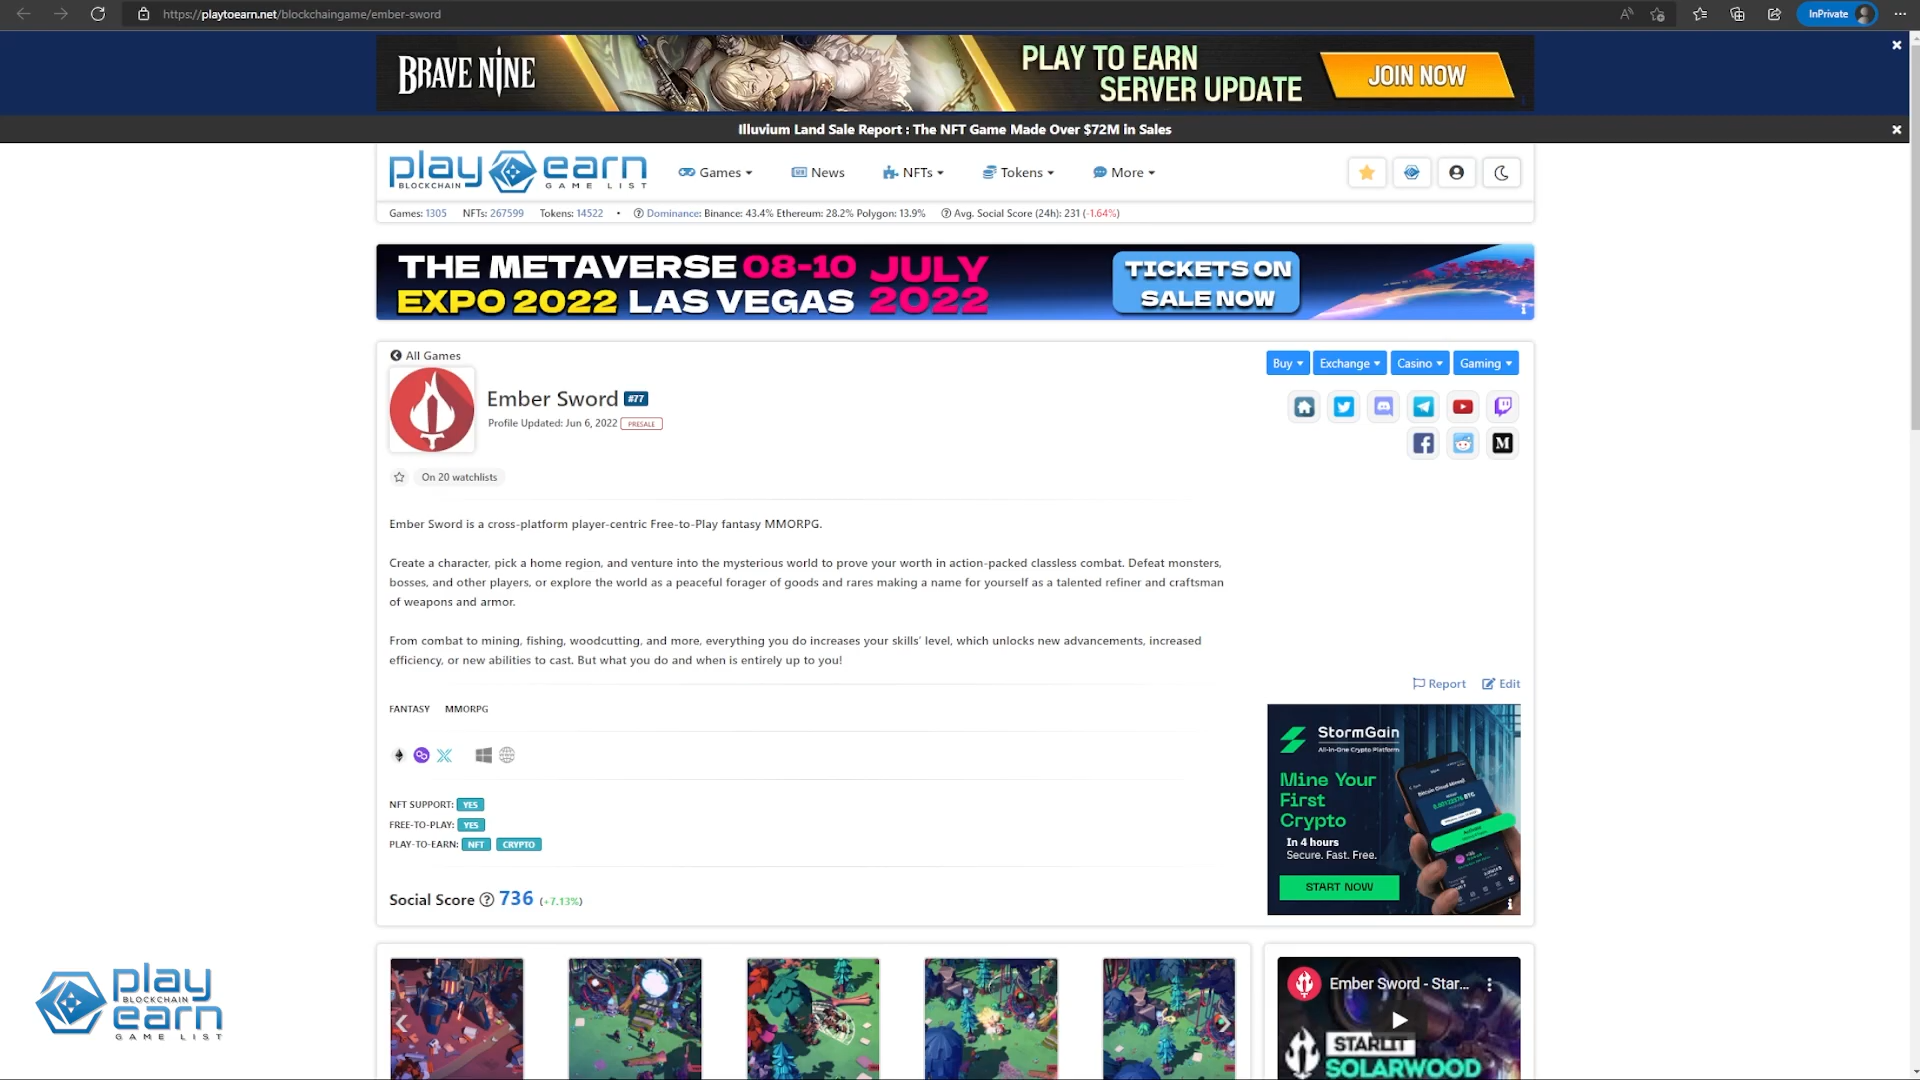 https://playtoearn.net/blockchaingame/ember-sword
InPrivate
BRAVE NINE
PLAY TO EARN
SERVER UPDATE
JOIN NOW
Illuvium Land Sale Report : The NFT Game Made Over $72M in Sales
play earn
BLOCKCHAIN GAME LIST
Games
News
NFTs
Tokens
More
Games: 1305 NFTs: 267599 Tokens: 14522 • Dominance: Binance: 43.4% Ethereum: 28.2% Polygon: 13.9% Avg. Social Score (24h): 231 (-1.64%)
THE METAVERSE 08-10 JULY
EXPO 2022 LAS VEGAS 2022
TICKETS ON
SALE NOW
All Games
Buy Exchange Casino Gaming
Ember Sword #77
Profile Updated: Jun 6, 2022 PRESALE
On 20 watchlists
Ember Sword is a cross-platform player-centric Free-to-Play fantasy MMORPG.
Create a character, pick a home region, and venture into the mysterious world to prove your worth in action-packed classless combat. Defeat monsters,
bosses, and other players, or explore the world as a peaceful forager of goods and rares making a name for yourself as a talented refiner and craftsman
of weapons and armor.
From combat to mining, fishing, woodcutting, and more, everything you do increases your skills' level, which unlocks new advancements, increased
efficiency, or new abilities to cast. But what you do and when is entirely up to you!
Report Edit
FANTASY MMORPG
NFT SUPPORT: YES
FREE-TO-PLAY: YES
PLAY-TO-EARN: NFT CRYPTO
Social Score 736 (+7.13%)
StormGain
All-in-One Crypto Platform
Mine Your
First
Crypto
In 4 hours
Secure. Fast. Free.
START NOW
Ember Sword - Star...
STARLIT
SOLARWOOD
play
BLOCKCHAIN
earn
GAME LIST